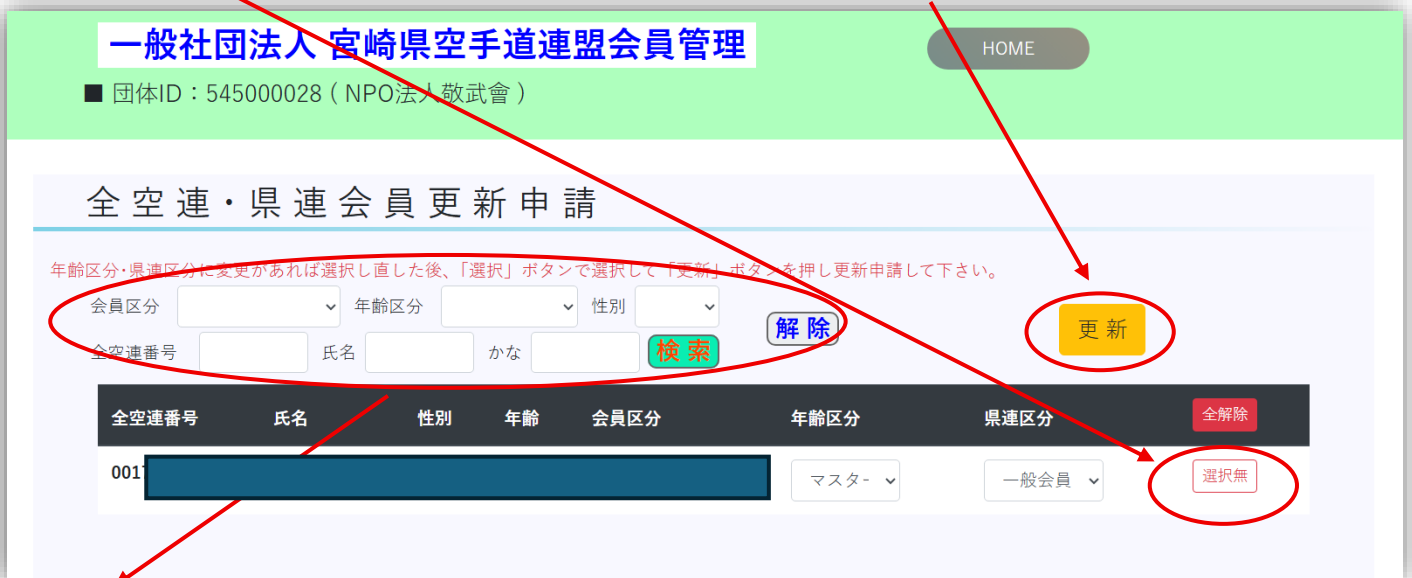 一般社団法人 宮崎県空手道連盟会員管理
HOME
■ 団体ID：545000028 ( NPO法人敬武會 )
全空連・県連会員更新申請
年齢区分・県連区分に変更があれば選択し直した後、「選択」ボタンで選択して「更新」ボタンを押し更新申請して下さい。
会員区分 年齢区分 性別
解除
更新
全空連番号 氏名 かな 検索
全空連番号 氏名 性別 年齢 会員区分 年齢区分 県連区分 全解除
001 マスタ- 一般会員 選択無